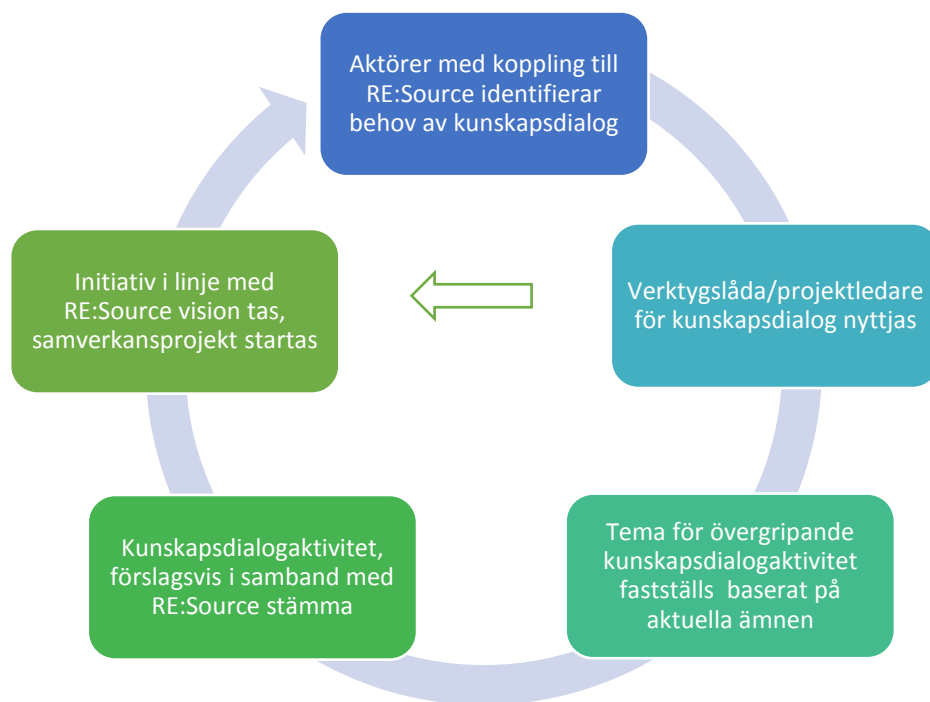 Aktörer med koppling till
RE:Source identifierar
behov av kunskapsdialog
Verktygslåda/projektledare
för kunskapsdialog nyttjas
Tema för övergripande
kunskapsdialogaktivitet
fastställs  baserat på
aktuella ämnen
Kunskapsdialogaktivitet,
förslagsvis i samband med
RE:Source stämma
Initiativ i linje med
RE:Source vision tas,
samverkansprojekt startas